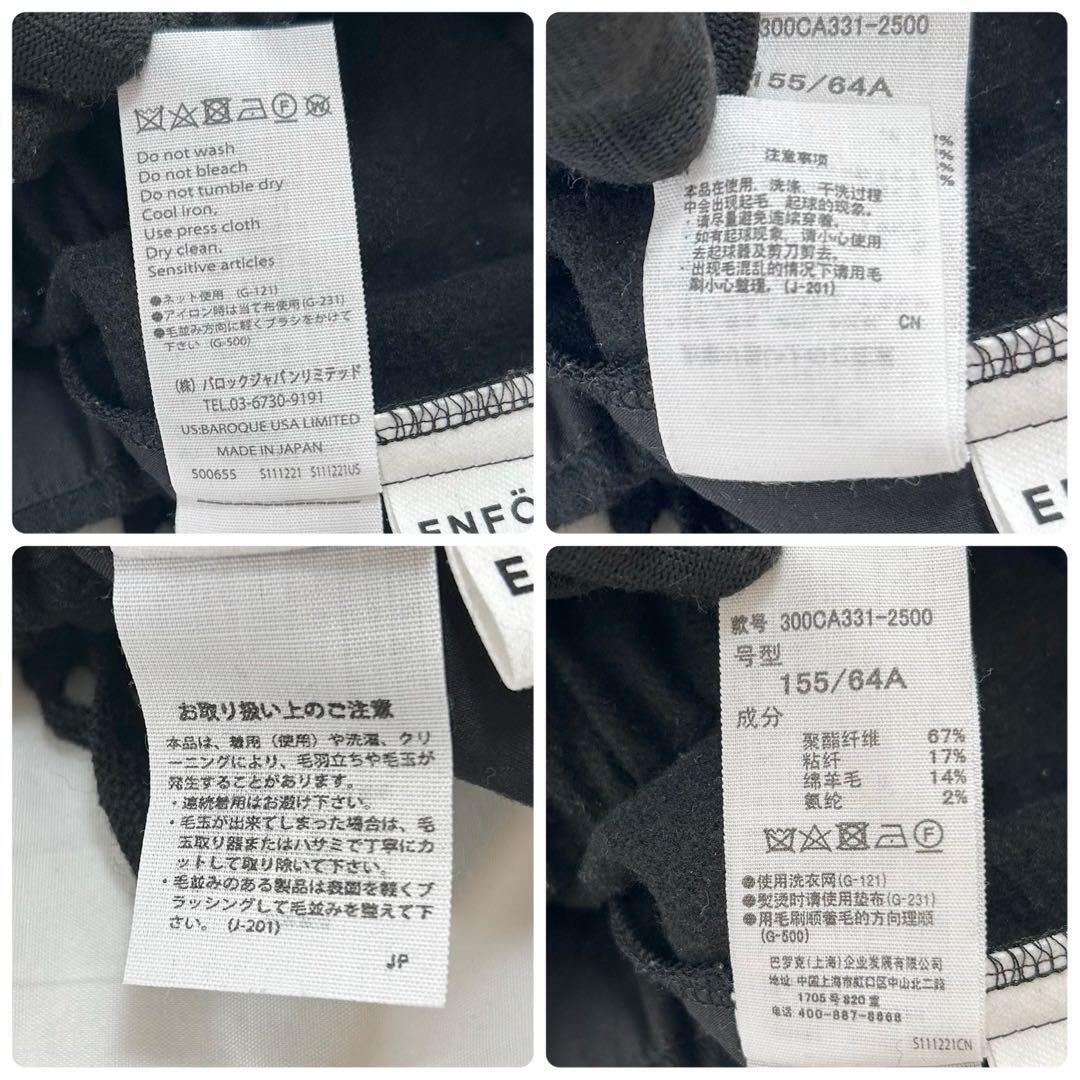 Do not wash
Do not bleach
Do not tumble dry
Cool Iron.
Use press cloth
Dry clean.
Sensitive articles
●ネット使用 (G-121)
●アイロン時は当て布使用(G-231)
●毛並み方向に軽くブラシをかけて
下さい (G-500)
(株) バロックジャパンリミテッド
TEL.03-6730-9191
US:BAROQUE USA LIMITED
MADE IN JAPAN
500655 S111221 S111221US
ENFÖ
300CA331-2500
155/64A
7%
%
%
%
注意事项
本品在使用、洗涤、干洗过程
中会出现起毛、起球的现象。
・请尽量避免连续穿着。
・如有起球现象，请小心使用
去起球器及剪刀剪去。
・出现毛混乱的情况下请用毛
刷小心整理。(J-201)
CN
E
E
お取り扱い上のご注意
本品は、着用（使用）や洗濯、クリ
ーニングにより、毛羽立ちや毛玉が
発生することがあります。
・連続着用はお避け下さい。
・毛玉が出来てしまった場合は、毛
玉取り器またはハサミで丁寧にカ
ットして取り除いて下さい。
・毛並みのある製品は表面を軽くブ
ラッシングして毛並みを整えて下
さい。(J-201)
JP
款号 300CA331-2500
号型
155/64A
成分
聚酯纤维 67%
粘纤 17%
绵羊毛 14%
氨纶 2%
●使用洗衣网(G-121)
●熨烫时请使用垫布(G-231)
●用毛刷顺着毛的方向理顺
(G-500)
巴罗克(上海)企业发展有限公司
地址: 中国上海市虹口区中山北二路
1705号820室
电话: 400-887-8868
S111221CN